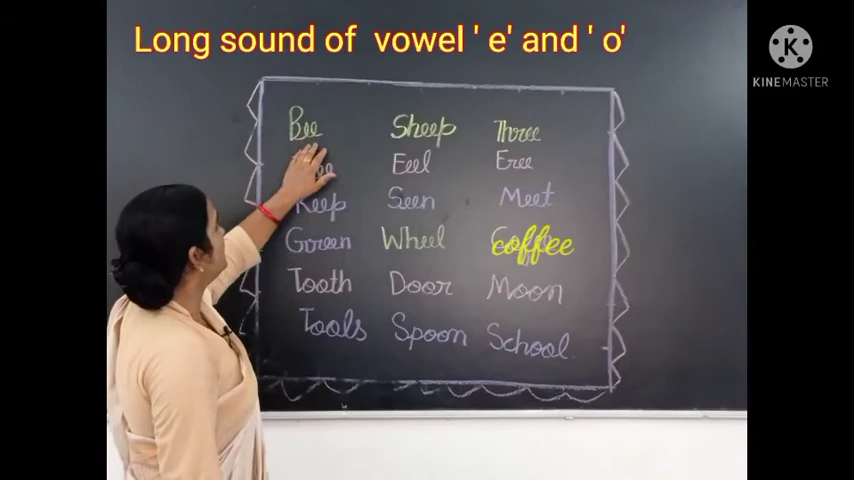 Long sound of vowel ' e' and ' o'
K
KINEMASTER
Bee Sheep Three
Eeel Eree
Keep Seen Meet
Green Wheel coffee
Tooth Door Moon
Tools Spoon School.